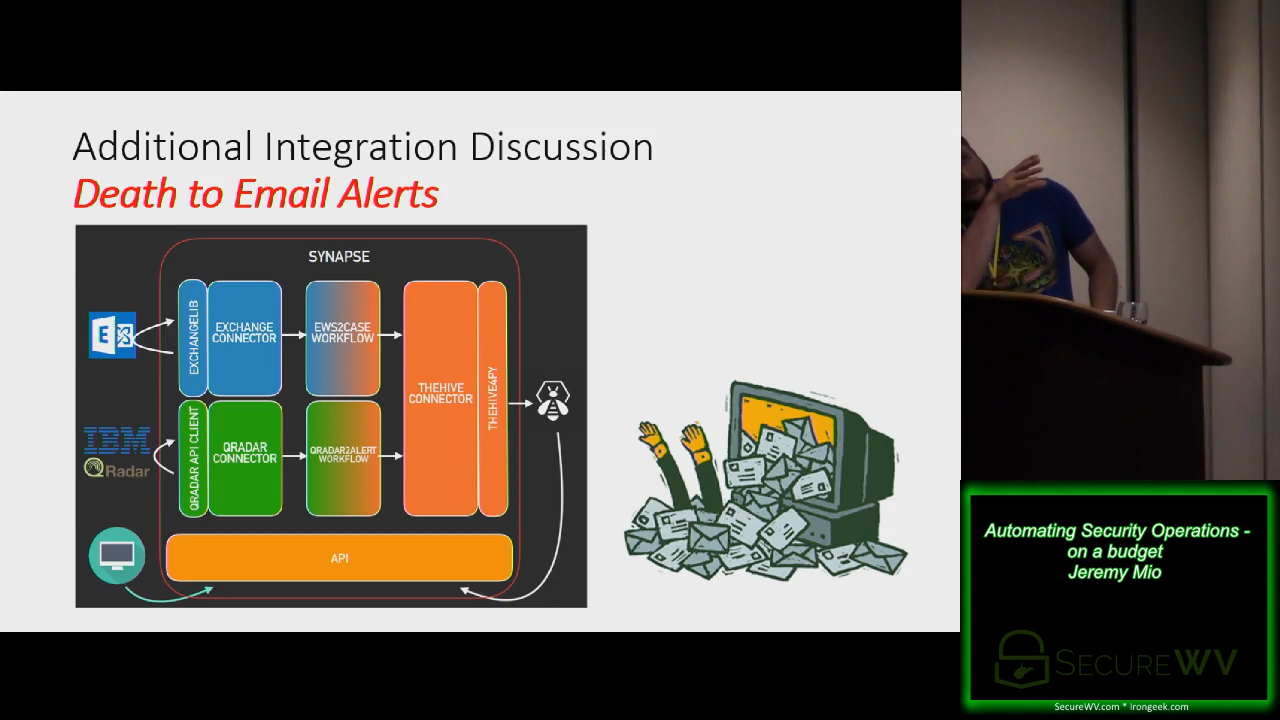 Additional Integration Discussion
Death to Email Alerts
SYNAPSE
EXCHANGELIB
EXCHANGE
CONNECTOR
EWS2CASE
WORKFLOW
E
THEHIVE
CONNECTOR
THEHIVE4PY
IBM
QRadar
QRADAR API CLIENT
QRADAR
CONNECTOR
QRADAR2ALERT
WORKFLOW
API
Automating Security Operations -
on a budget
Jeremy Mio
SECUREWV
SecureWV.com * Irongeek.com